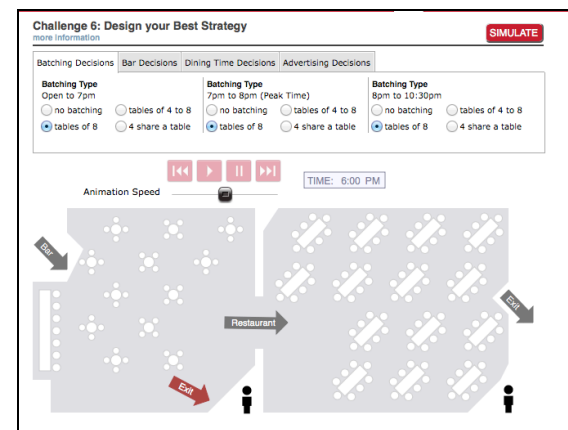 Challenge 6: Design your Best Strategy
more information
SIMULATE
Batching Decisions Bar Decisions Dining Time Decisions Advertising Decisions
Batching Type Batching Type Batching Type
Open to 7pm 7pm to 8pm (Peak Time) 8pm to 10:30pm
no batching tables of 4 to 8 no batching tables of 4 to 8 no batching tables of 4 to 8
tables of 8 4 share a table tables of 8 4 share a table tables of 8 4 share a table
TIME: 6:00 PM
Animation Speed
Bar
Exit
Restaurant
Exit